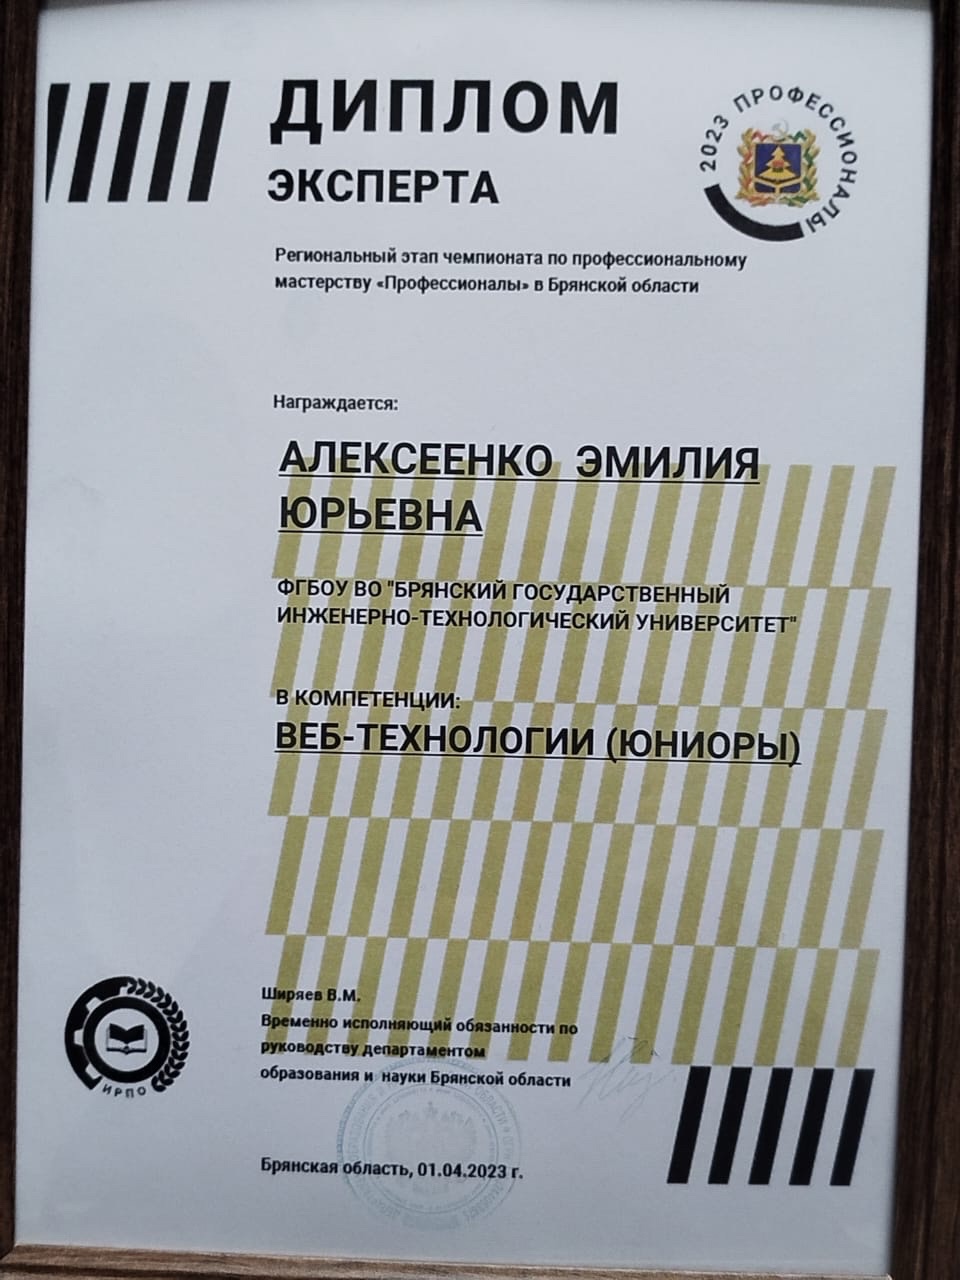 ДИПЛОМ
ЭКСПЕРТА
2023 ПРОФЕССИОНАЛЫ
Региональный этап чемпионата по профессиональному
мастерству «Профессионалы» в Брянской области
Награждается:
АЛЕКСЕЕНКО ЭМИЛИЯ
ЮРЬЕВНА
ФГБОУ ВО "БРЯНСКИЙ ГОСУДАРСТВЕННЫЙ
ИНЖЕНЕРНО-ТЕХНОЛОГИЧЕСКИЙ УНИВЕРСИТЕТ"
В КОМПЕТЕНЦИИ:
ВЕБ-ТЕХНОЛОГИИ (ЮНИОРЫ)
Ширяев В.М.
Временно исполняющий обязанности по
руководству департаментом
образования и науки Брянской области
ИРПО
Брянская область, 01.04.2023 г.